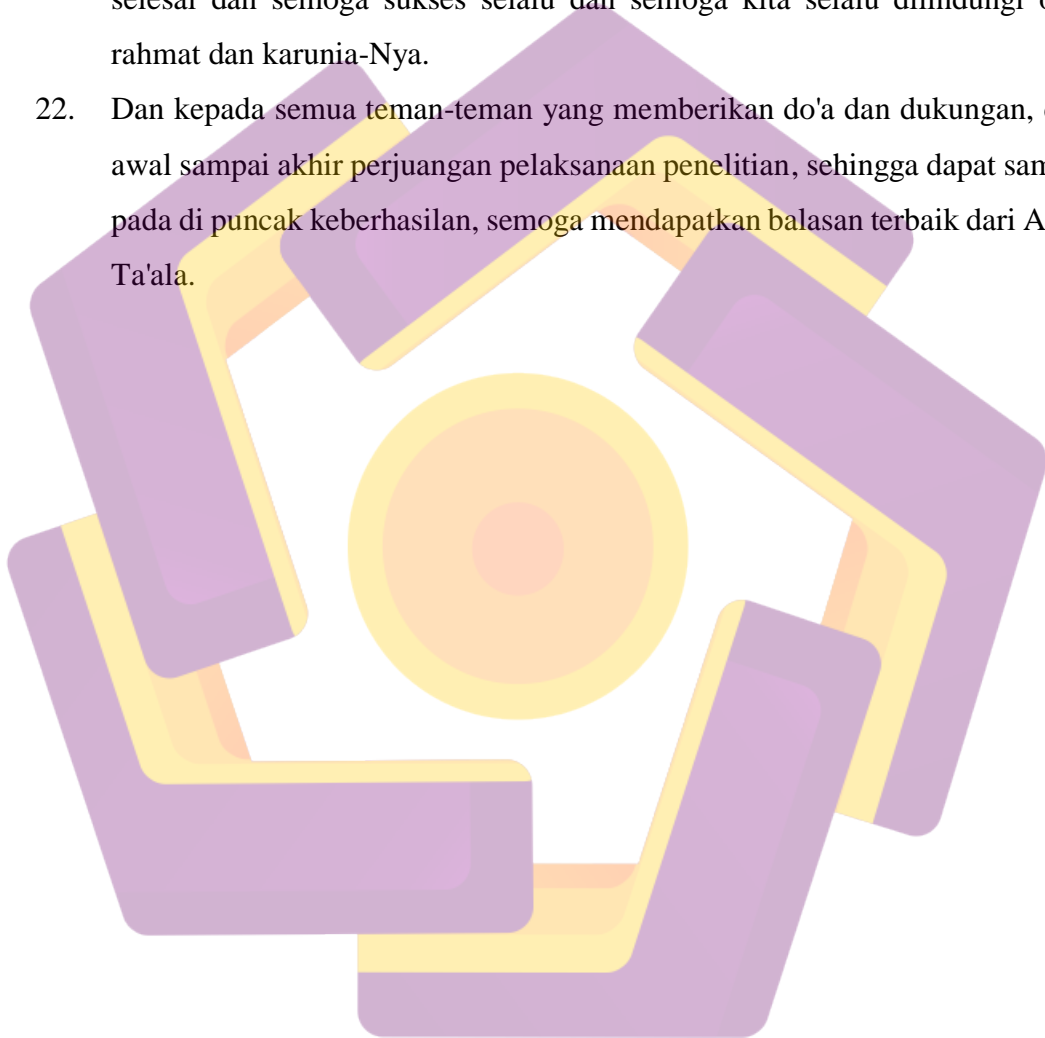 selesai dan semoga sukses selalu dan semoga kita selalu dilindungi
rahmat dan karunia-Nya.
22. Dan kepada semua teman-teman yang memberikan do'a dan dukungan,
awal sampai akhir perjuangan pelaksanaan penelitian, sehingga dapat
pada di puncak keberhasilan, semoga mendapatkan balasan terbaik dari
Ta'ala.